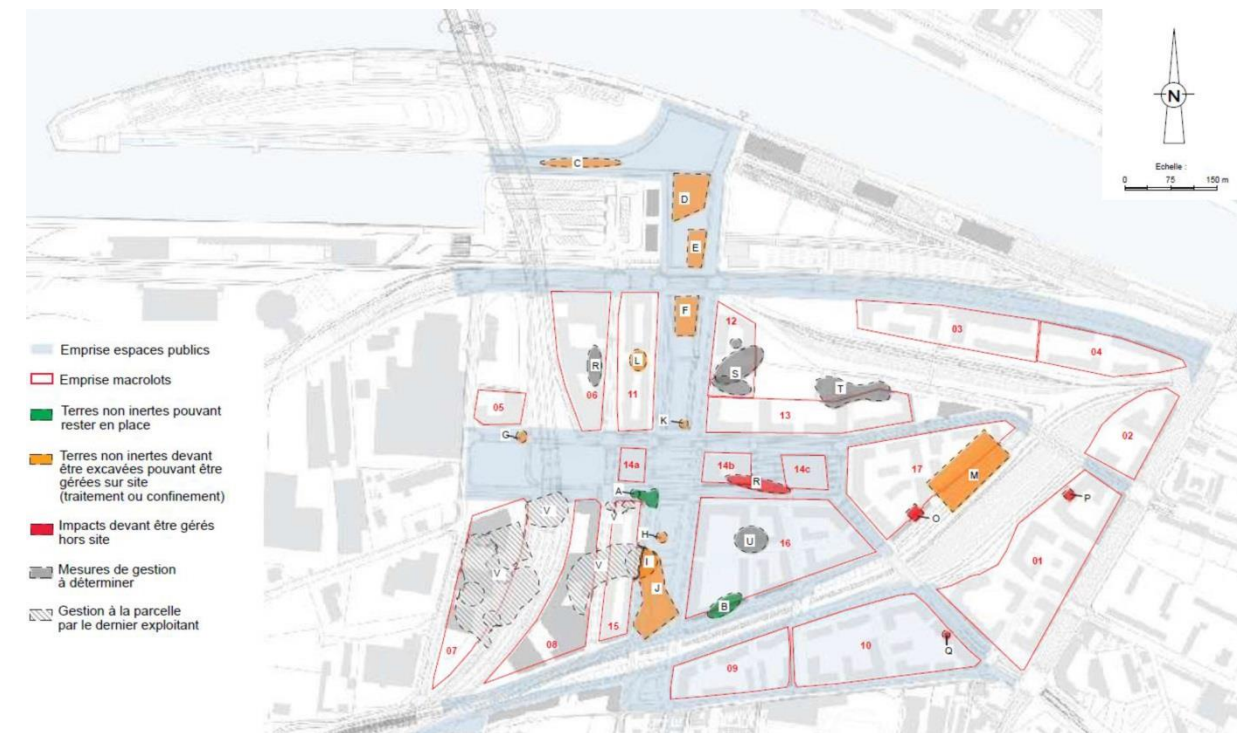 N
Echelle :
0 75 150 m
C
D
E
F
12
03
04
R
L
S
T
05
06
11
13
02
G
K
14a
14b
14c
17
M
A
R
O
P
V
V
H
U
16
V
V
I
01
J
B
15
07
08
09
10
Q
Emprise espaces publics
Emprise macrolots
Terres non inertes pouvant
rester en place
Terres non inertes devant
être excavées pouvant être
gérées sur site
(traitement ou confinement)
Impacts devant être gérés
hors site
Mesures de gestion
à déterminer
Gestion à la parcelle
par le dernier exploitant